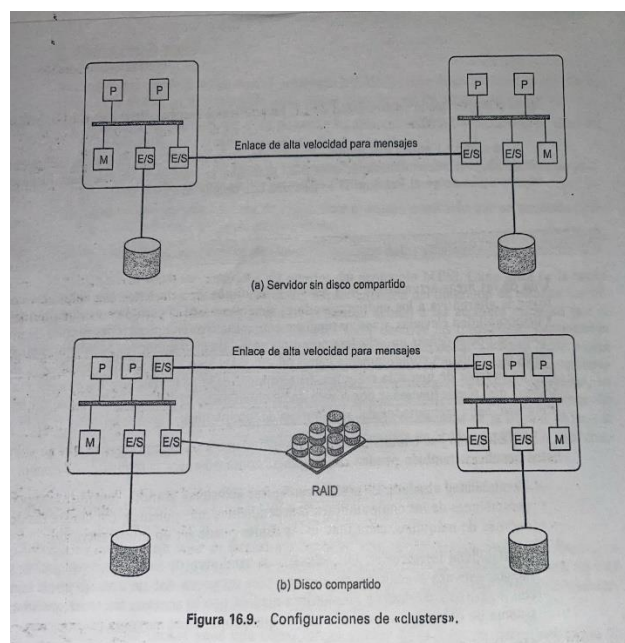 P P
P P
Enlace de alta velocidad para mensajes
M E/S E/S
E/S E/S M
(a) Servidor sin disco compartido
Enlace de alta velocidad para mensajes
P P E/S
E/S P P
M E/S E/S
E/S E/S M
RAID
(b) Disco compartido
Figura 16.9. Configuraciones de «clusters».